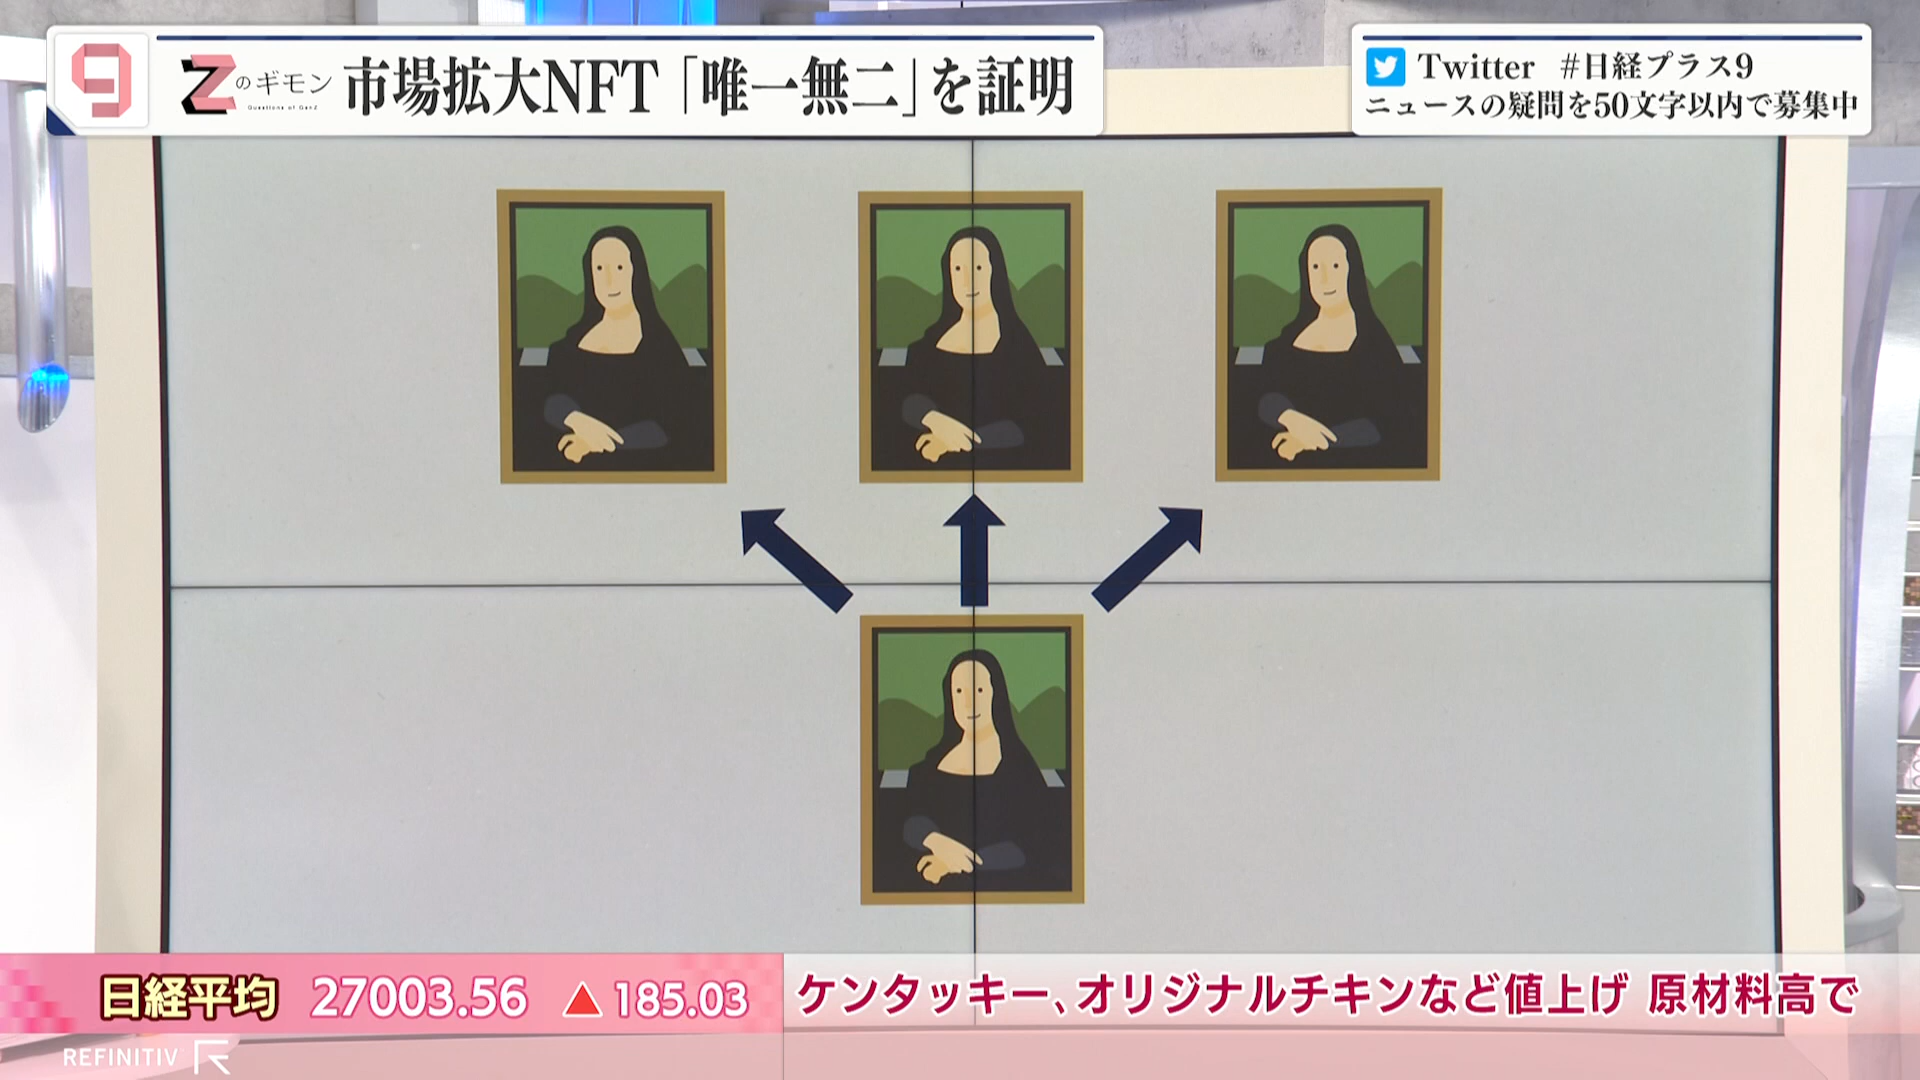 9
Zのギモン
Questions of GenZ
市場拡大NFT「唯一無二」を証明
Twitter #日経プラス9
ニュースの疑問を50文字以内で募集中
日経平均 27003.56 ▲185.03
ケンタッキー、オリジナルチキンなど値上げ 原材料高で
REFINITIV